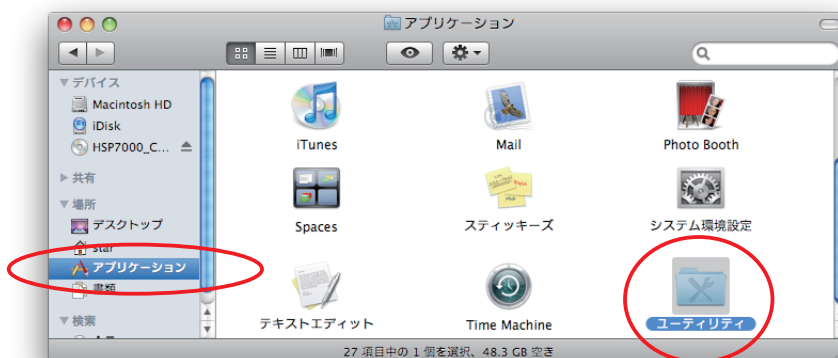 アプリケーション
デバイス
Macintosh HD
iDisk
HSP7000_C...
共有
場所
デスクトップ
star
アプリケーション
書類
検索
iTunes
Mail
Photo Booth
Spaces
スティッキーズ
システム環境設定
テキストエディット
Time Machine
ユーティリティ
27 項目中の 1 個を選択、48.3 GB 空き